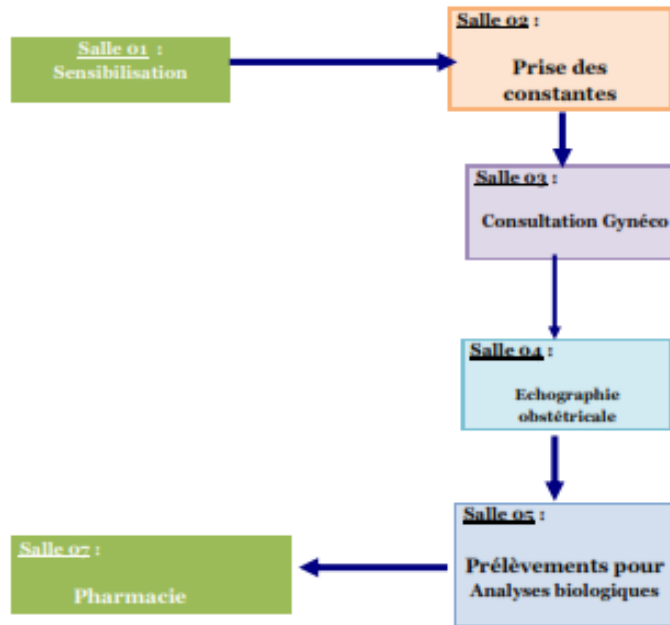 Salle 01 :
Sensibilisation
Salle 02 :
Prise des
constantes
Salle 03 :
Consultation Gynéco
Salle 04 :
Echographie
obstétricale
Salle 05 :
Prélèvements pour
Analyses biologiques
Salle 07 :
Pharmacie